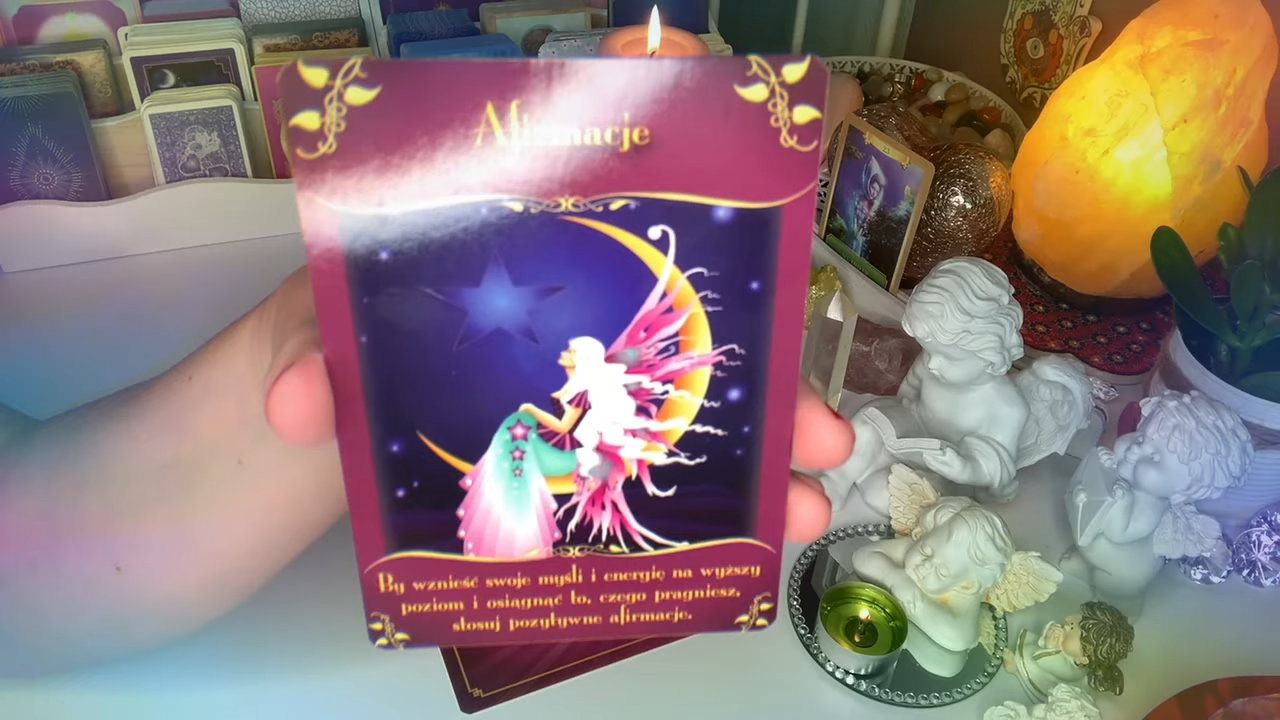 Afirmacje
By wznieść swoje myśli i energię na wyższy
poziom i osiągnąć to, czego pragniesz,
stosuj pozytywne afirmacje.